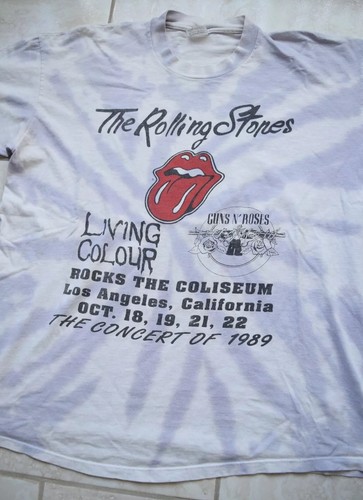 The Rolling Stones
LIVING
COLOUR
GUNS N' ROSES
ROCKS THE COLISEUM
Los Angeles, California
OCT. 18, 19, 21, 22
THE CONCERT OF 1989